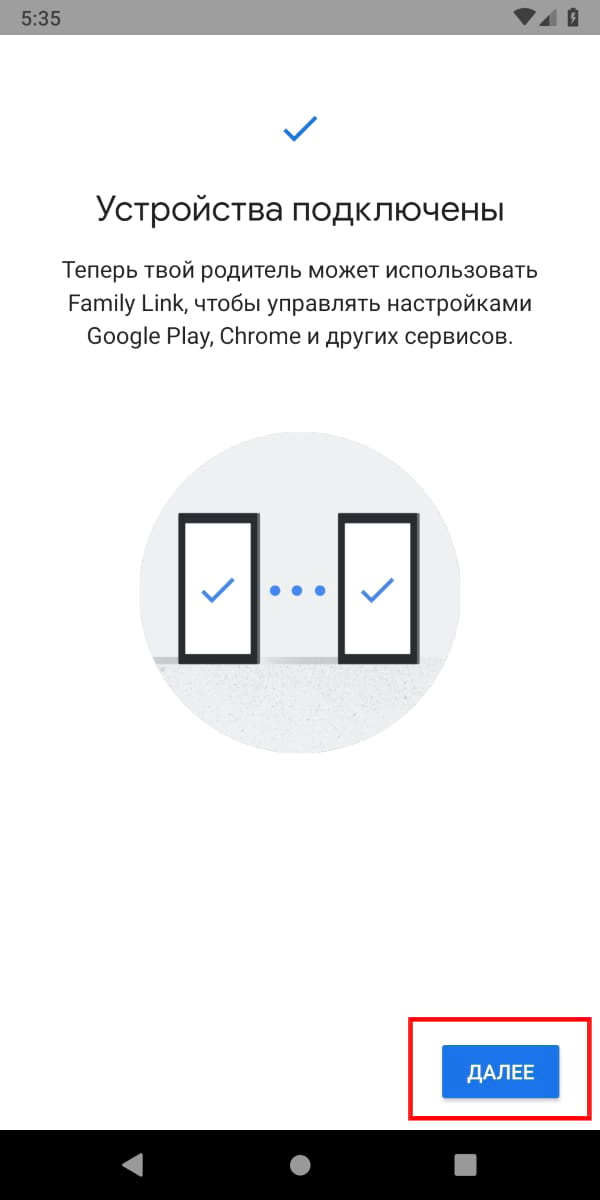 5:35
Устройства подключены
Теперь твой родитель может использовать
Family Link, чтобы управлять настройками
Google Play, Chrome и других сервисов.
ДАЛЕЕ